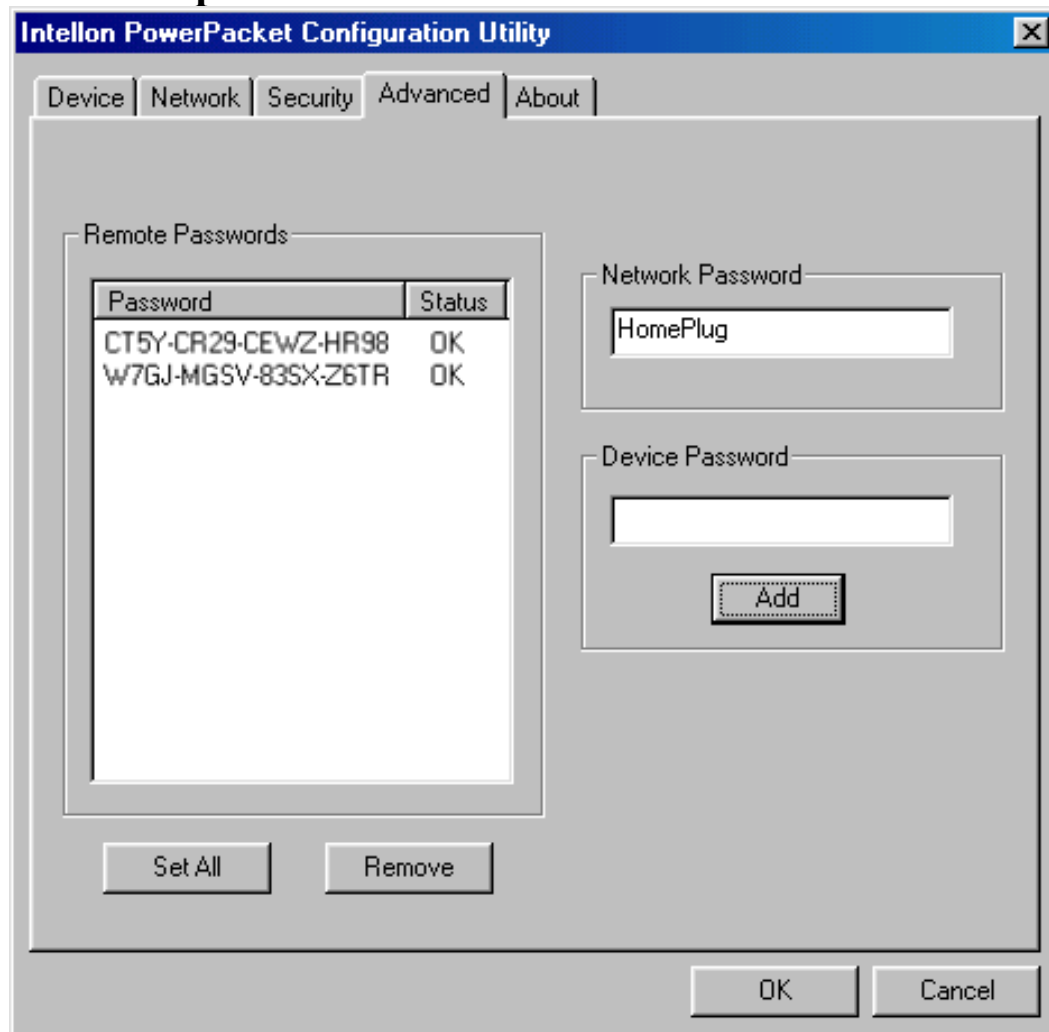 Intellon PowerPacket Configuration Utility
Device Network Security Advanced About
Remote Passwords
Password Status
CT5Y-CR29-CEWZ-HR98 OK
W7GJ-MGSV-83SX-Z6TR OK
Network Password
HomePlug
Device Password
Add
Set All Remove
OK Cancel